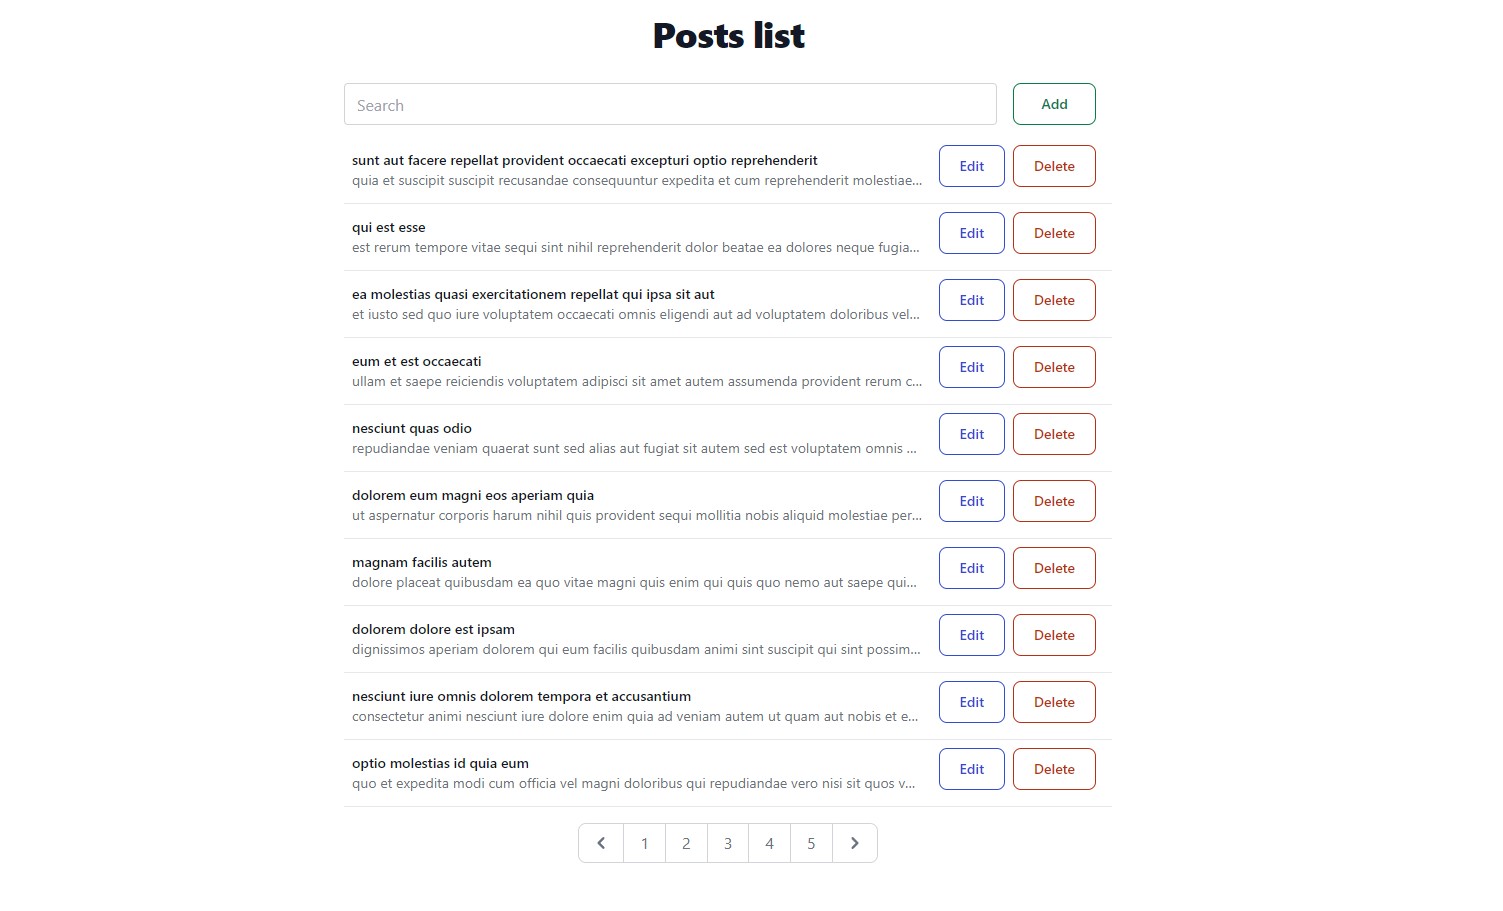 Posts list
Search
Add
sunt aut facere repellat provident occaecati excepturi optio reprehenderit
quia et suscipit suscipit recusandae consequuntur expedita et cum reprehenderit molestiae...
Edit
Delete
qui est esse
est rerum tempore vitae sequi sint nihil reprehenderit dolor beatae ea dolores neque fugia...
Edit
Delete
ea molestias quasi exercitationem repellat qui ipsa sit aut
et iusto sed quo iure voluptatem occaecati omnis eligendi aut ad voluptatem doloribus vel...
Edit
Delete
eum et est occaecati
ullam et saepe reiciendis voluptatem adipisci sit amet autem assumenda provident rerum c...
Edit
Delete
nesciunt quas odio
repudiandae veniam quaerat sunt sed alias aut fugiat sit autem sed est voluptatem omnis ...
Edit
Delete
dolorem eum magni eos aperiam quia
ut aspernatur corporis harum nihil quis provident sequi mollitia nobis aliquid molestiae per...
Edit
Delete
magnam facilis autem
dolore placeat quibusdam ea quo vitae magni quis enim qui quis quo nemo aut saepe qui...
Edit
Delete
dolorem dolore est ipsam
dignissimos aperiam dolorem qui eum facilis quibusdam animi sint suscipit qui sint possim...
Edit
Delete
nesciunt iure omnis dolorem tempora et accusantium
consectetur animi nesciunt iure dolore enim quia ad veniam autem ut quam aut nobis et e...
Edit
Delete
optio molestias id quia eum
quo et expedita modi cum officia vel magni doloribus qui repudiandae vero nisi sit quos v...
Edit
Delete
1 2 3 4 5